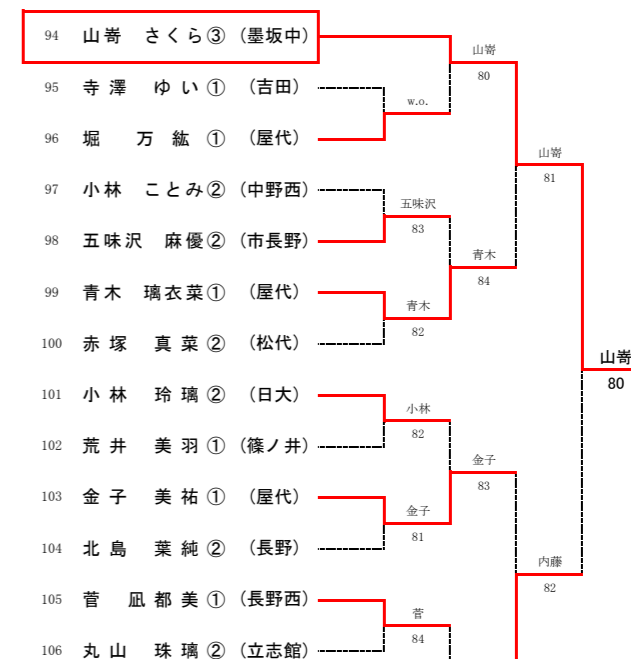 94 山嵜 さくら③ (墨坂中)
山嵜
80
95 寺澤 ゆい① (吉田)
w.o.
96 堀 万紘① (屋代)
山嵜
81
97 小林 ことみ② (中野西)
五味沢
83
98 五味沢 麻優② (市長野)
青木
84
99 青木 璃衣菜① (屋代)
青木
82
100 赤塚 真菜② (松代)
山嵜
80
101 小林 玲璃② (日大)
小林
82
102 荒井 美羽① (篠ノ井)
金子
83
103 金子 美祐① (屋代)
金子
81
104 北島 葉純② (長野)
内藤
82
105 菅 凪都美① (長野西)
菅
84
106 丸山 珠璃② (立志館)